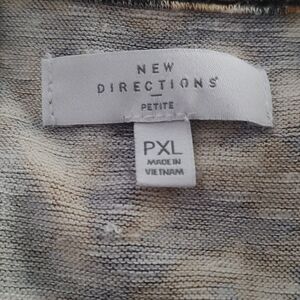 NEW
DIRECTIONS
PETITE
PXL
MADE IN
VIETNAM